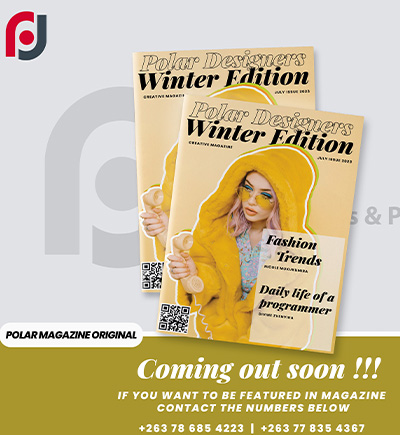 Polar Designers
Winter Edition
CREATIVE MAGAZINE
JULY ISSUE 2023
Polar Designers
Winter Edition
CREATIVE MAGAZINE
JULY ISSUE 2023
s & P
Fashion
Trends
Daily life of a
programmer
POLAR MAGAZINE ORIGINAL
Coming out soon !!!
IF YOU WANT TO BE FEATURED IN MAGAZINE
CONTACT THE NUMBERS BELOW
+263 78 685 4223 | +263 77 835 4367